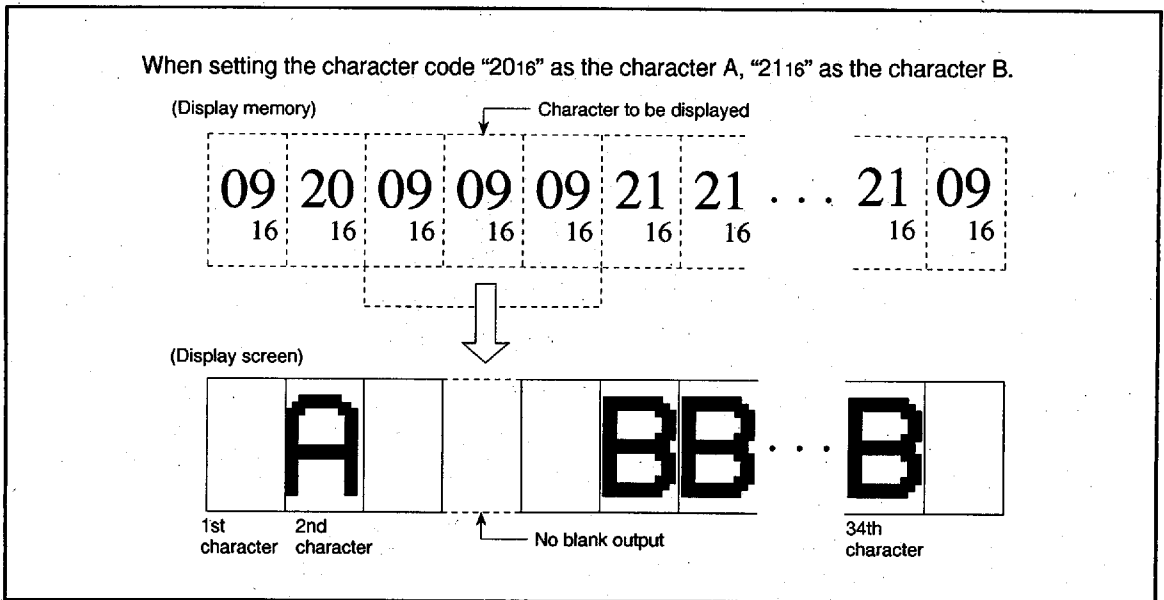 When setting the character code “2016” as the character A, “2116” as the character B.
(Display memory)
Character to be displayed
09 20 09 09 09 21 21 . . . 21 09
16 16 16 16 16 16 16 16 16
(Display screen)
A BB . . . B
1st character
2nd character
No blank output
34th character